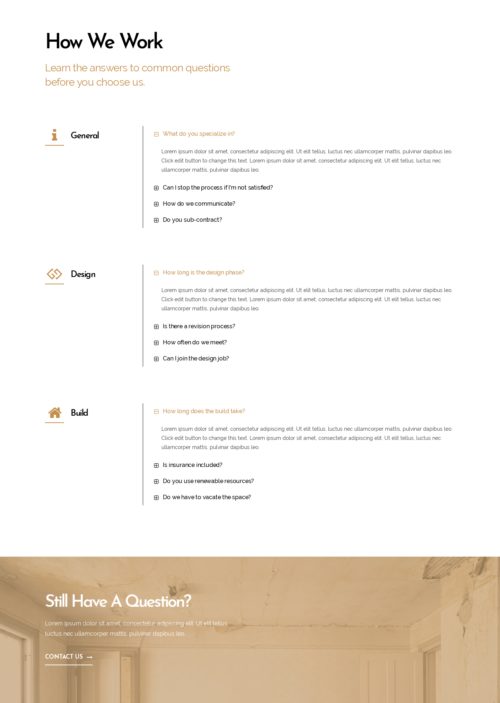 How We Work
Learn the answers to common questions
before you choose us.
General
What do you specialize in?
Lorem ipsum dolor sit amet, consectetur adipiscing elit. Ut elit tellus, luctus nec ullamcorper mattis, pulvinar dapibus leo.
Click edit button to change this text. Lorem ipsum dolor sit amet, consectetur adipiscing elit. Ut elit tellus, luctus nec
ullamcorper mattis, pulvinar dapibus leo.
Can I stop the process if I'm not satisfied?
How do we communicate?
Do you sub-contract?
Design
How long is the design phase?
Lorem ipsum dolor sit amet, consectetur adipiscing elit. Ut elit tellus, luctus nec ullamcorper mattis, pulvinar dapibus leo.
Click edit button to change this text. Lorem ipsum dolor sit amet, consectetur adipiscing elit. Ut elit tellus, luctus nec
ullamcorper mattis, pulvinar dapibus leo.
Is there a revision process?
How often do we meet?
Can I join the design job?
Build
How long does the build take?
Lorem ipsum dolor sit amet, consectetur adipiscing elit. Ut elit tellus, luctus nec ullamcorper mattis, pulvinar dapibus leo.
Click edit button to change this text. Lorem ipsum dolor sit amet, consectetur adipiscing elit. Ut elit tellus, luctus nec
ullamcorper mattis, pulvinar dapibus leo.
Is insurance included?
Do you use renewable resources?
Do we have to vacate the space?
Still Have A Question?
Lorem ipsum dolor sit amet, consectetur adipiscing elit. Ut elit tellus,
luctus nec ullamcorper mattis, pulvinar dapibus leo.
CONTACT US →